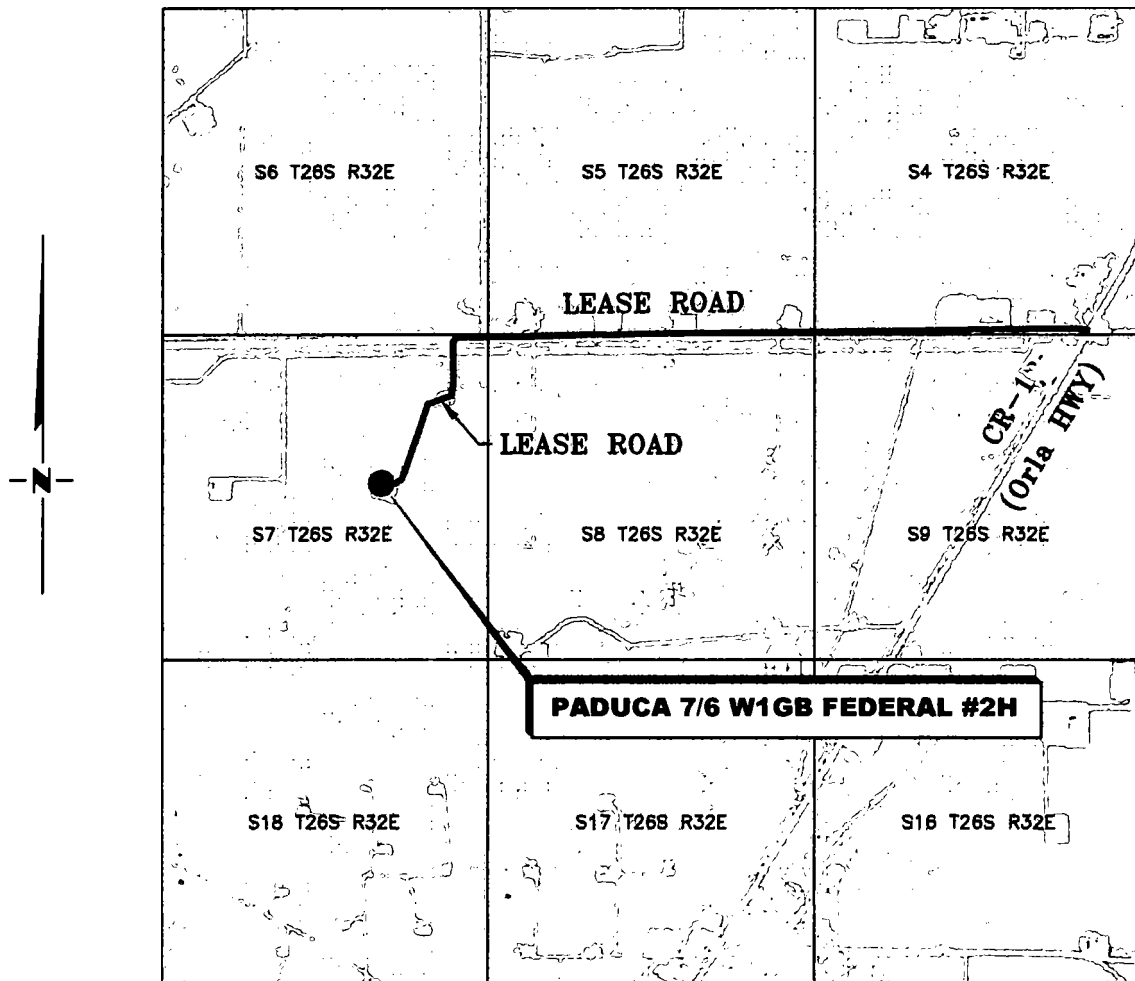 S6 T26S R32E
S5 T26S R32E
S4 T26S R32E
LEASE ROAD
LEASE ROAD
CR-1
(Orla HWY)
N
S7 T26S R32E
S8 T26S R32E
S9 T26S R32E
PADUCA 7/6 W1GB FEDERAL #2H
S18 T26S R32E
S17 T26S R32E
S16 T26S R32E